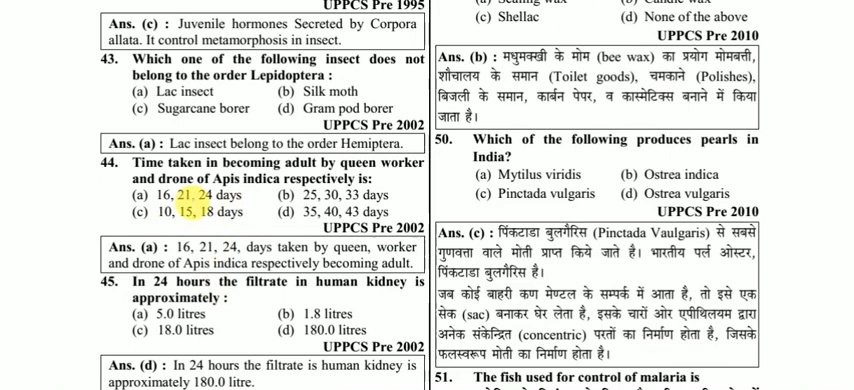 UPPCS Pre 1995
Ans. (c) : Juvenile hormones Secreted by Corpora
allata. It control metamorphosis in insect.
43. Which one of the following insect does not
belong to the order Lepidoptera :
(a) Lac insect (b) Silk moth
(c) Sugarcane borer (d) Gram pod borer
UPPCS Pre 2002
Ans. (a) : Lac insect belong to the order Hemiptera.
44. Time taken in becoming adult by queen worker
and drone of Apis indica respectively is:
(a) 16, 21, 24 days (b) 25, 30, 33 days
(c) 10, 15, 18 days (d) 35, 40, 43 days
UPPCS Pre 2002
Ans. (a) : 16, 21, 24, days taken by queen, worker
and drone of Apis indica respectively becoming adult.
45. In 24 hours the filtrate in human kidney is
approximately :
(a) 5.0 litres (b) 1.8 litres
(c) 18.0 litres (d) 180.0 litres
UPPCS Pre 2002
Ans. (d) : In 24 hours the filtrate is human kidney is
approximately 180.0 litre.
(c) Shellac (d) None of the above
UPPCS Pre 2010
Ans. (b) : मधुमक्खी के मोम (bee wax) का प्रयोग मोमबत्ती,
शौचालय के समान (Toilet goods), चमकाने (Polishes),
बिजली के समान, कार्बन पेपर, व कास्मेटिक्स बनाने में किया
जाता है।
50. Which of the following produces pearls in
India?
(a) Mytilus viridis (b) Ostrea indica
(c) Pinctada vulgaris (d) Ostrea vulgaris
UPPCS Pre 2010
Ans. (c) : पिंकटाडा बुलगैरिस (Pinctada Vaulgaris) से सबसे
गुणवत्ता वाले मोती प्राप्त किये जाते है। भारतीय पर्ल ओस्टर,
पिंकटाडा बुलगैरिस है।
जब कोई बाहरी कण मेण्टल के सम्पर्क में आता है, तो इसे एक
सेक (sac) बनाकर घेर लेता है, इसके चारों ओर एपीथिलयम द्वारा
अनेक संकेन्द्रित (concentric) परतों का निर्माण होता है, जिसके
फलस्वरूप मोती का निर्माण होता है।
51. The fish used for control of malaria is